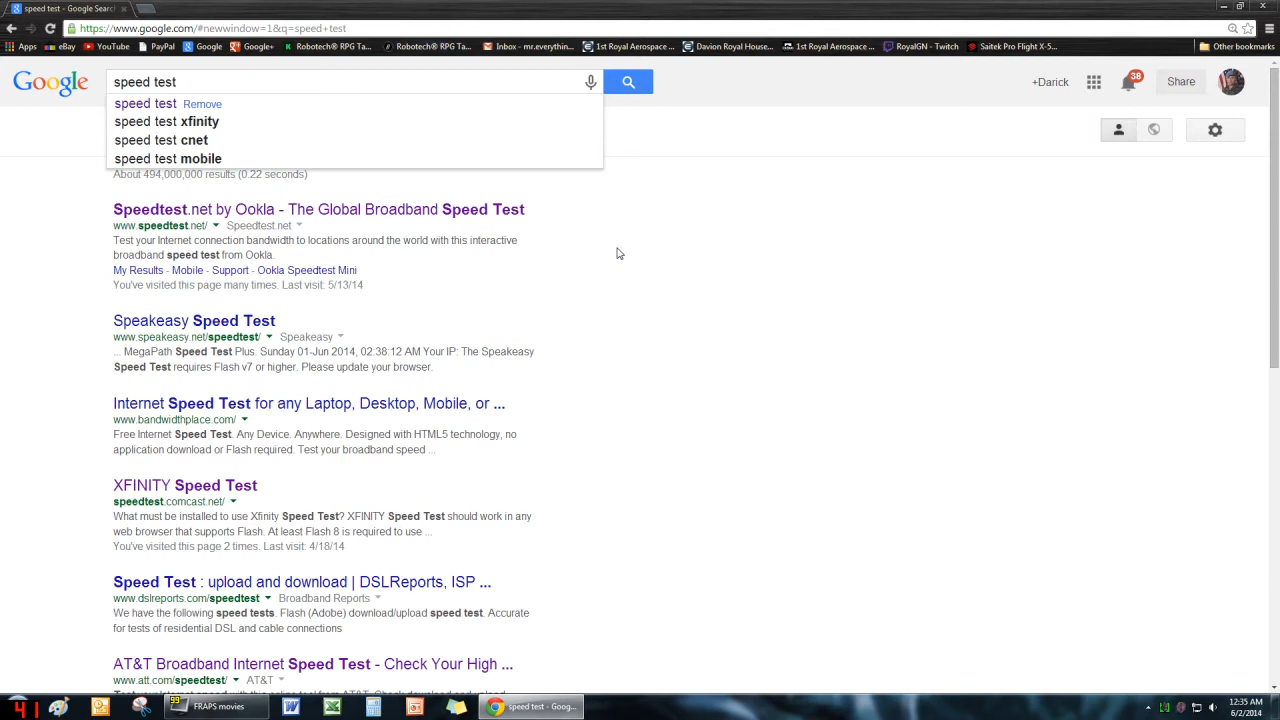 speed test - Google Search
https://www.google.com/#newwindow=1&q=speed+test
Apps eBay YouTube PayPal Google Google+ Robotech® RPG Ta... Robotech® RPG Ta... Inbox - mr.everythin... 1st Royal Aerospace ... Davion Royal House... 1st Royal Aerospace ... RoyalGN - Twitch Saitek Pro Flight X-5... Other bookmarks
Google speed test +Darick 38 Share
speed test Remove
speed test xfinity
speed test cnet
speed test mobile
About 494,000,000 results (0.22 seconds)
Speedtest.net by Ookla - The Global Broadband Speed Test
www.speedtest.net/ Speedtest.net
Test your Internet connection bandwidth to locations around the world with this interactive
broadband speed test from Ookla.
My Results - Mobile - Support - Ookla Speedtest Mini
You've visited this page many times. Last visit: 5/13/14
Speakeasy Speed Test
www.speakeasy.net/speedtest/ Speakeasy
... MegaPath Speed Test Plus. Sunday 01-Jun 2014, 02:38:12 AM Your IP: The Speakeasy
Speed Test requires Flash v7 or higher. Please update your browser.
Internet Speed Test for any Laptop, Desktop, Mobile, or ...
www.bandwidthplace.com/
Free Internet Speed Test. Any Device. Anywhere. Designed with HTML5 technology, no
application download or Flash required. Test your broadband speed ...
XFINITY Speed Test
speedtest.comcast.net/
What must be installed to use Xfinity Speed Test? XFINITY Speed Test should work in any
web browser that supports Flash. At least Flash 8 is required to use ...
You've visited this page 2 times. Last visit: 4/18/14
Speed Test : upload and download | DSLReports, ISP ...
www.dslreports.com/speedtest Broadband Reports
We have the following speed tests. Flash (Adobe) download/upload speed test. Accurate
for tests of residential DSL and cable connections
AT&T Broadband Internet Speed Test - Check Your High ...
www.att.com/speedtest/ AT&T
41 99 FRAPS movies speed test - Goog... 12:35 AM
6/2/2014